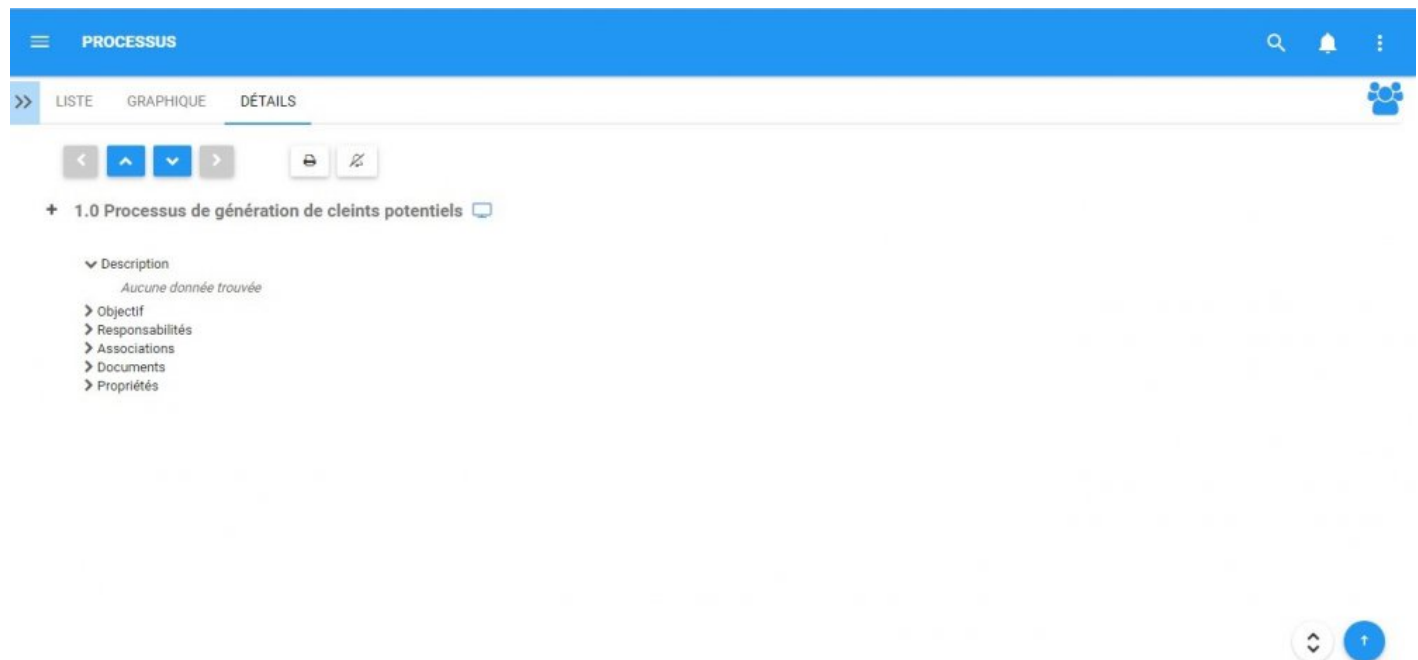 PROCESSUS
LISTE GRAPHIQUE DÉTAILS
1.0 Processus de génération de cleints potentiels
Description
Aucune donnée trouvée
Objectif
Responsabilités
Associations
Documents
Propriétés